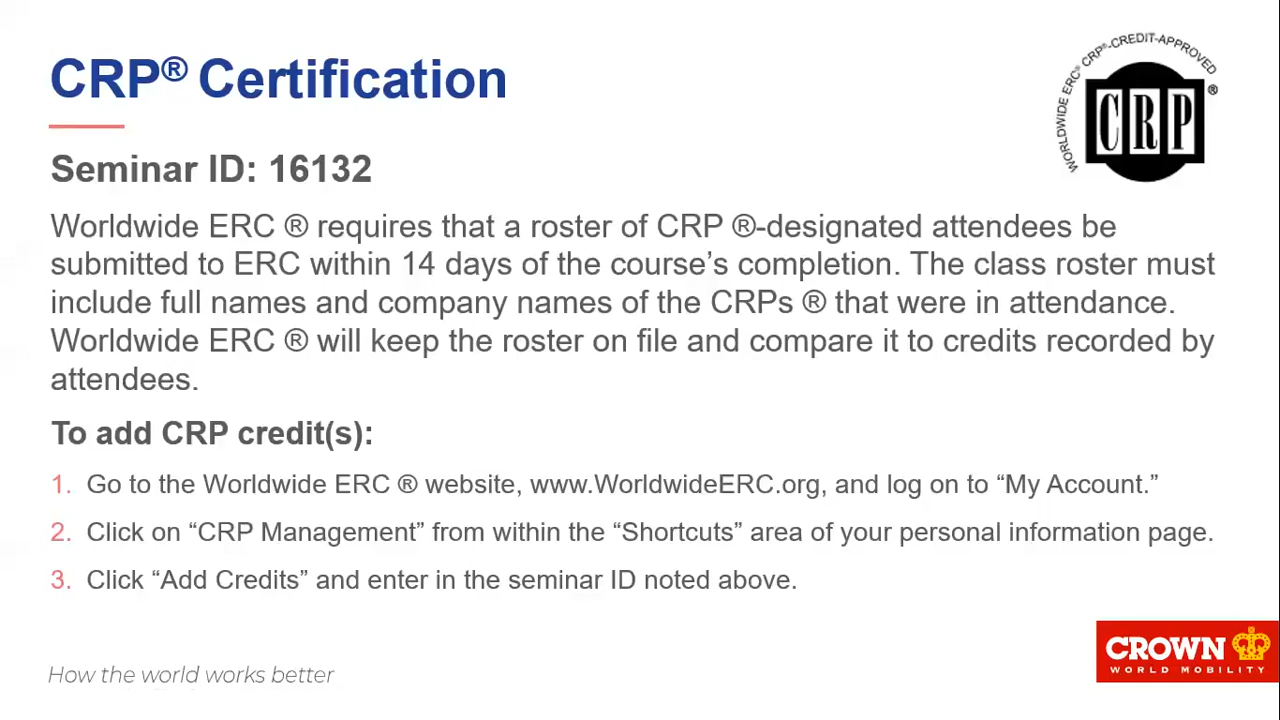 CRP® Certification
WORLDWIDE ERC® CRP®-CREDIT-APPROVED
CRP®
Seminar ID: 16132
Worldwide ERC ® requires that a roster of CRP ®-designated attendees be
submitted to ERC within 14 days of the course’s completion. The class roster must
include full names and company names of the CRPs ® that were in attendance.
Worldwide ERC ® will keep the roster on file and compare it to credits recorded by
attendees.
To add CRP credit(s):
1. Go to the Worldwide ERC ® website, www.WorldwideERC.org, and log on to “My Account.”
2. Click on “CRP Management” from within the “Shortcuts” area of your personal information page.
3. Click “Add Credits” and enter in the seminar ID noted above.
How the world works better
CROWN
WORLD MOBILITY